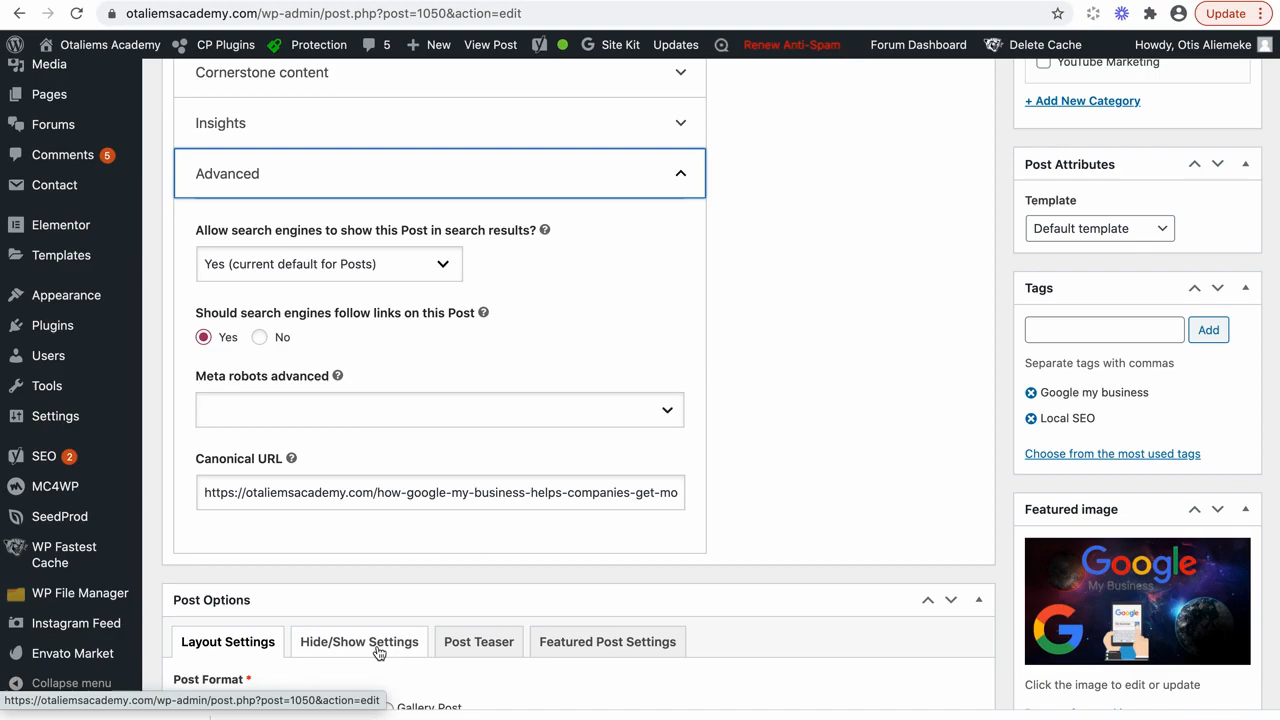 otaliemsacademy.com/wp-admin/post.php?post=1050&action=edit
Update
Otaliems Academy
CP Plugins
Protection
5
New
View Post
Site Kit
Updates
Renew Anti-Spam
Forum Dashboard
Delete Cache
Howdy, Otis Aliemeke
Media
Pages
Forums
Comments 5
Contact
Elementor
Templates
Appearance
Plugins
Users
Tools
Settings
SEO 2
MC4WP
SeedProd
WP Fastest
Cache
WP File Manager
Instagram Feed
Envato Market
Collapse menu
Cornerstone content
Insights
Advanced
Allow search engines to show this Post in search results?
Yes (current default for Posts)
Should search engines follow links on this Post
Yes No
Meta robots advanced
Canonical URL
https://otaliemsacademy.com/how-google-my-business-helps-companies-get-mo
Post Options
Layout Settings
Hide/Show Settings
Post Teaser
Featured Post Settings
Post Format *
Gallery Post
YouTube Marketing
+ Add New Category
Post Attributes
Template
Default template
Tags
Add
Separate tags with commas
Google my business
Local SEO
Choose from the most used tags
Featured image
Google
My Business
Google
Click the image to edit or update
https://otaliemsacademy.com/wp-admin/post.php?post=1050&action=edit